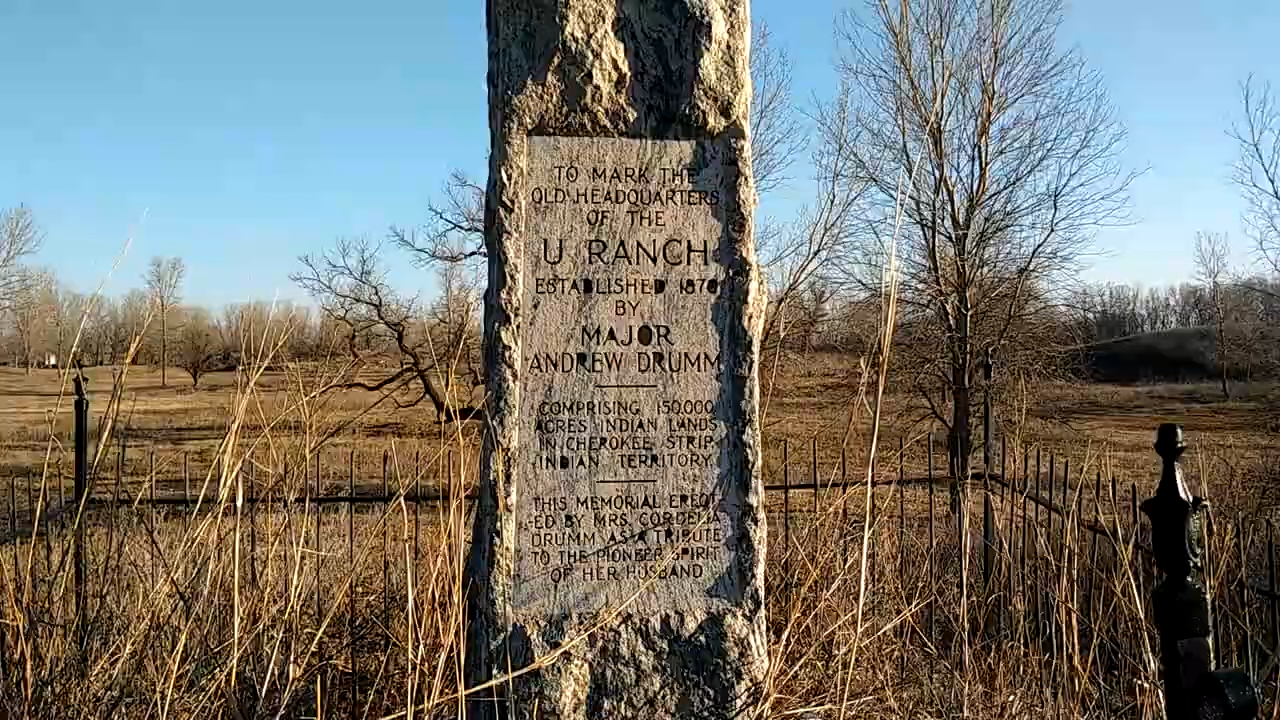 TO MARK THE
OLD HEADQUARTERS
OF THE
U RANCH
ESTABLISHED 1878
BY
MAJOR
ANDREW DRUMM
COMPRISING 150,000
ACRES INDIAN LANDS
IN CHEROKEE STRIP
INDIAN TERRITORY.
THIS MEMORIAL ERECT-
ED BY MRS. CORDELIA
DRUMM AS A TRIBUTE
TO THE PIONEER SPIRIT
OF HER HUSBAND